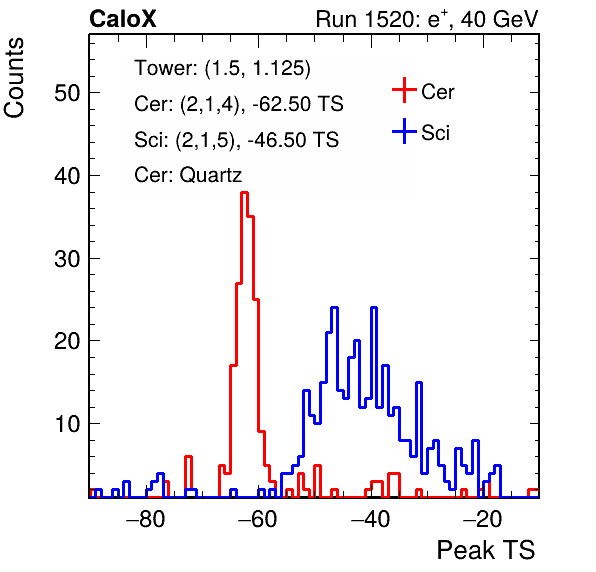 CaloX Run 1520: e⁺, 40 GeV
Counts
Tower: (1.5, 1.125)
Cer: (2,1,4), -62.50 TS
Sci: (2,1,5), -46.50 TS
Cer: Quartz
Cer
Sci
50
40
30
20
10
−80 −60 −40 −20
Peak TS